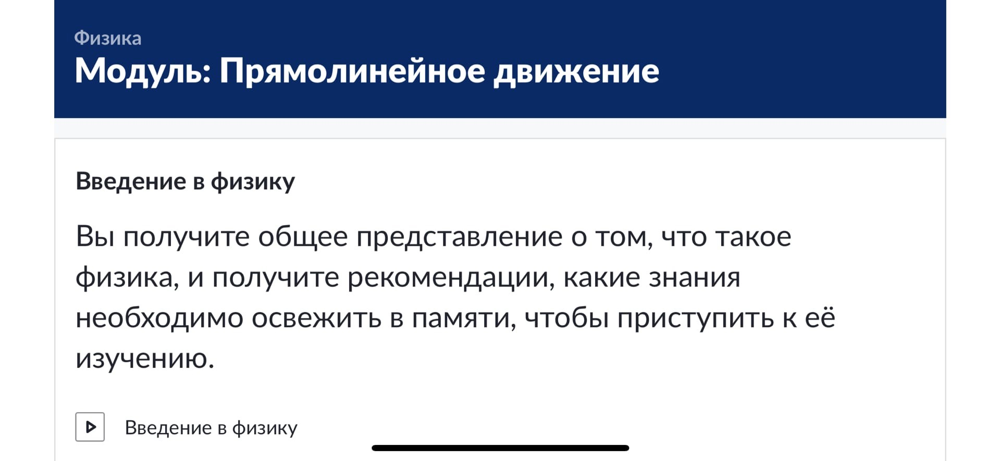 Физика
Модуль: Прямолинейное движение
Введение в физику
Вы получите общее представление о том, что такое
физика, и получите рекомендации, какие знания
необходимо освежить в памяти, чтобы приступить к её
изучению.
Введение в физику